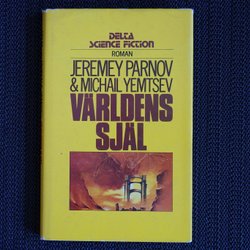 DELTA
SCIENCE FICTION
ROMAN
JEREMEY PARNOV
& MICHAIL YEMTSEV
VÄRLDENS
SJÄL